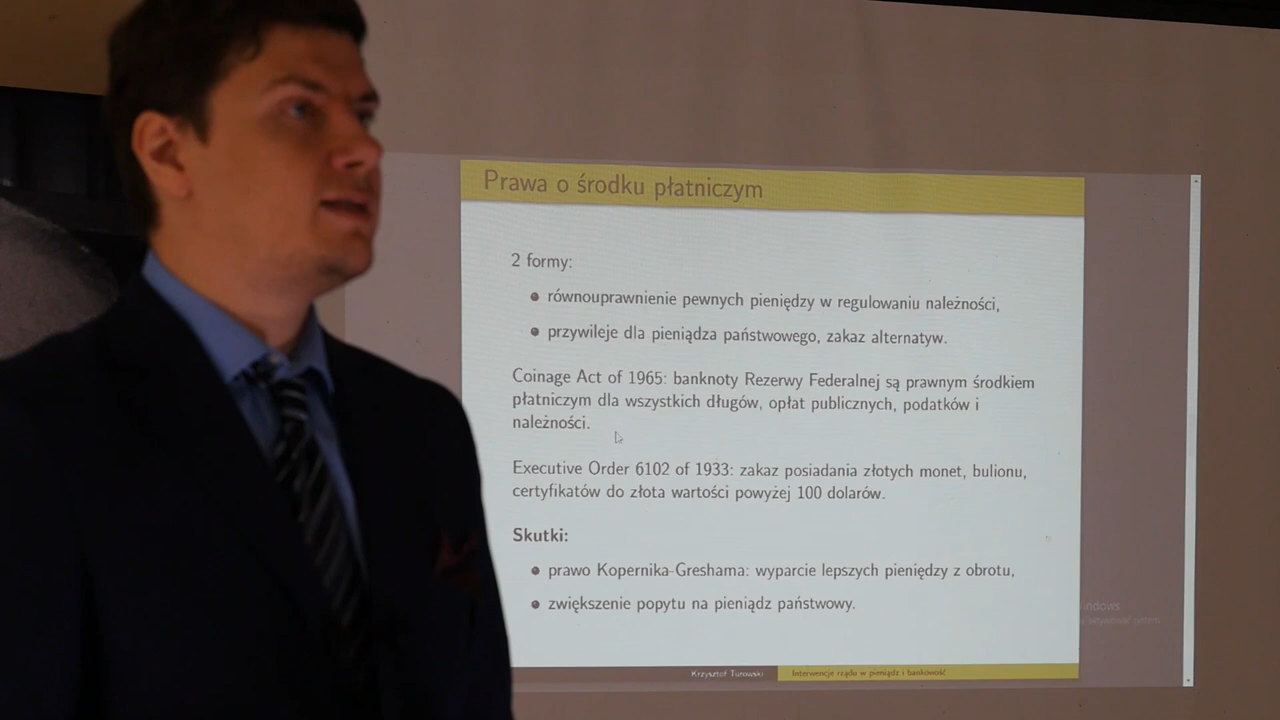 Prawa o środku płatniczym
2 formy:
równouprawnienie pewnych pieniędzy w regulowaniu należności,
przywileje dla pieniądza państwowego, zakaz alternatyw.
Coinage Act of 1965: banknoty Rezerwy Federalnej są prawnym środkiem
płatniczym dla wszystkich długów, opłat publicznych, podatków i
należności.
Executive Order 6102 of 1933: zakaz posiadania złotych monet, bulionu,
certyfikatów do złota wartości powyżej 100 dolarów.
Skutki:
prawo Kopernika-Greshama: wyparcie lepszych pieniędzy z obrotu,
zwiększenie popytu na pieniądz państwowy.
Krzysztof Turowski
Interwencje rządu w pieniądz i bankowość